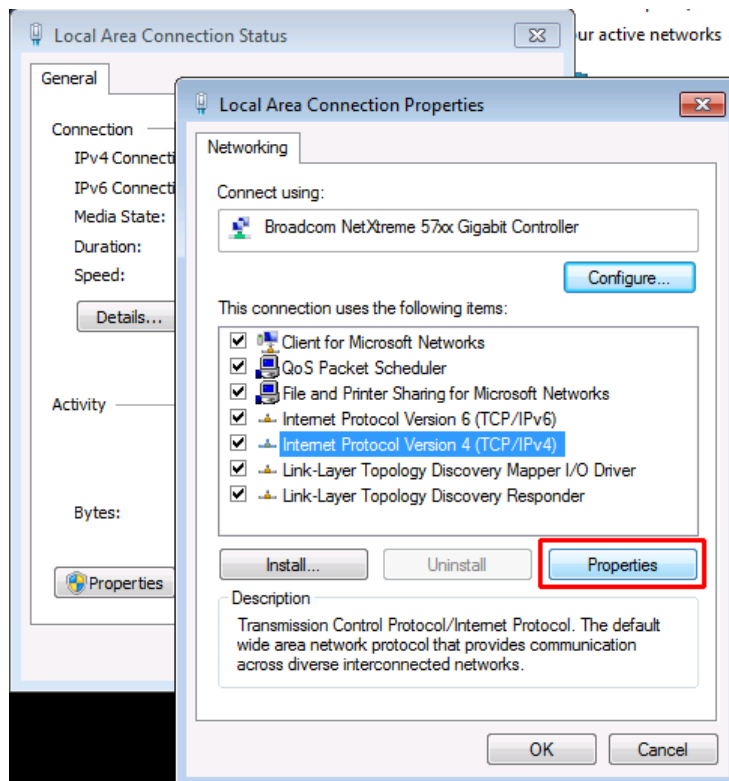 Local Area Connection Status
ur active networks
General
Connection
IPv4 Connecti
IPv6 Connecti
Media State:
Duration:
Speed:
Details...
Activity
Bytes:
Properties
Local Area Connection Properties
Networking
Connect using:
Broadcom NetXtreme 57xx Gigabit Controller
Configure...
This connection uses the following items:
Client for Microsoft Networks
QoS Packet Scheduler
File and Printer Sharing for Microsoft Networks
Internet Protocol Version 6 (TCP/IPv6)
Internet Protocol Version 4 (TCP/IPv4)
Link-Layer Topology Discovery Mapper I/O Driver
Link-Layer Topology Discovery Responder
Install...
Uninstall
Properties
Description
Transmission Control Protocol/Internet Protocol. The default
wide area network protocol that provides communication
across diverse interconnected networks.
OK
Cancel